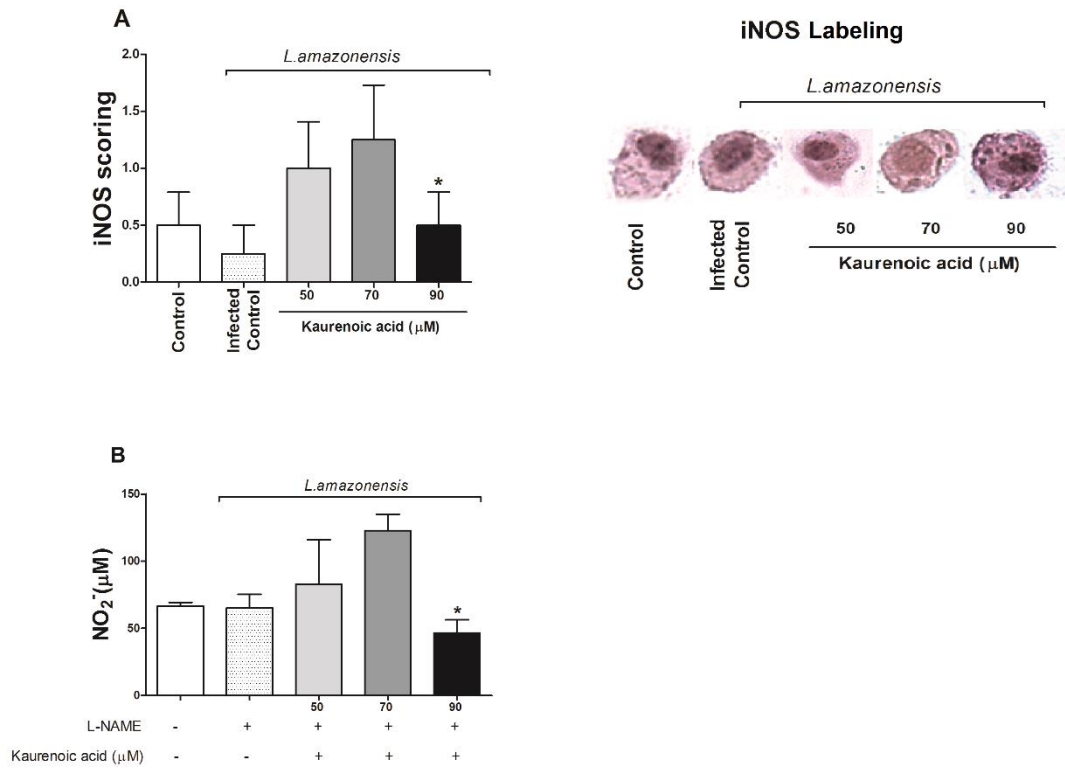 A
L.amazonensis
iNOS scoring
2.0
1.5
1.0
0.5
0.0
50
70
90
Control
Infected
Control
Kaurenoic acid (μM)
iNOS Labeling
L.amazonensis
Control
Infected
Control
50
70
90
Kaurenoic acid (μM)
B
L.amazonensis
NO₂⁻(μM)
150
100
50
0
*
*
50
70
90
L-NAME - + + + +
Kaurenoic acid (μM) - - + + +